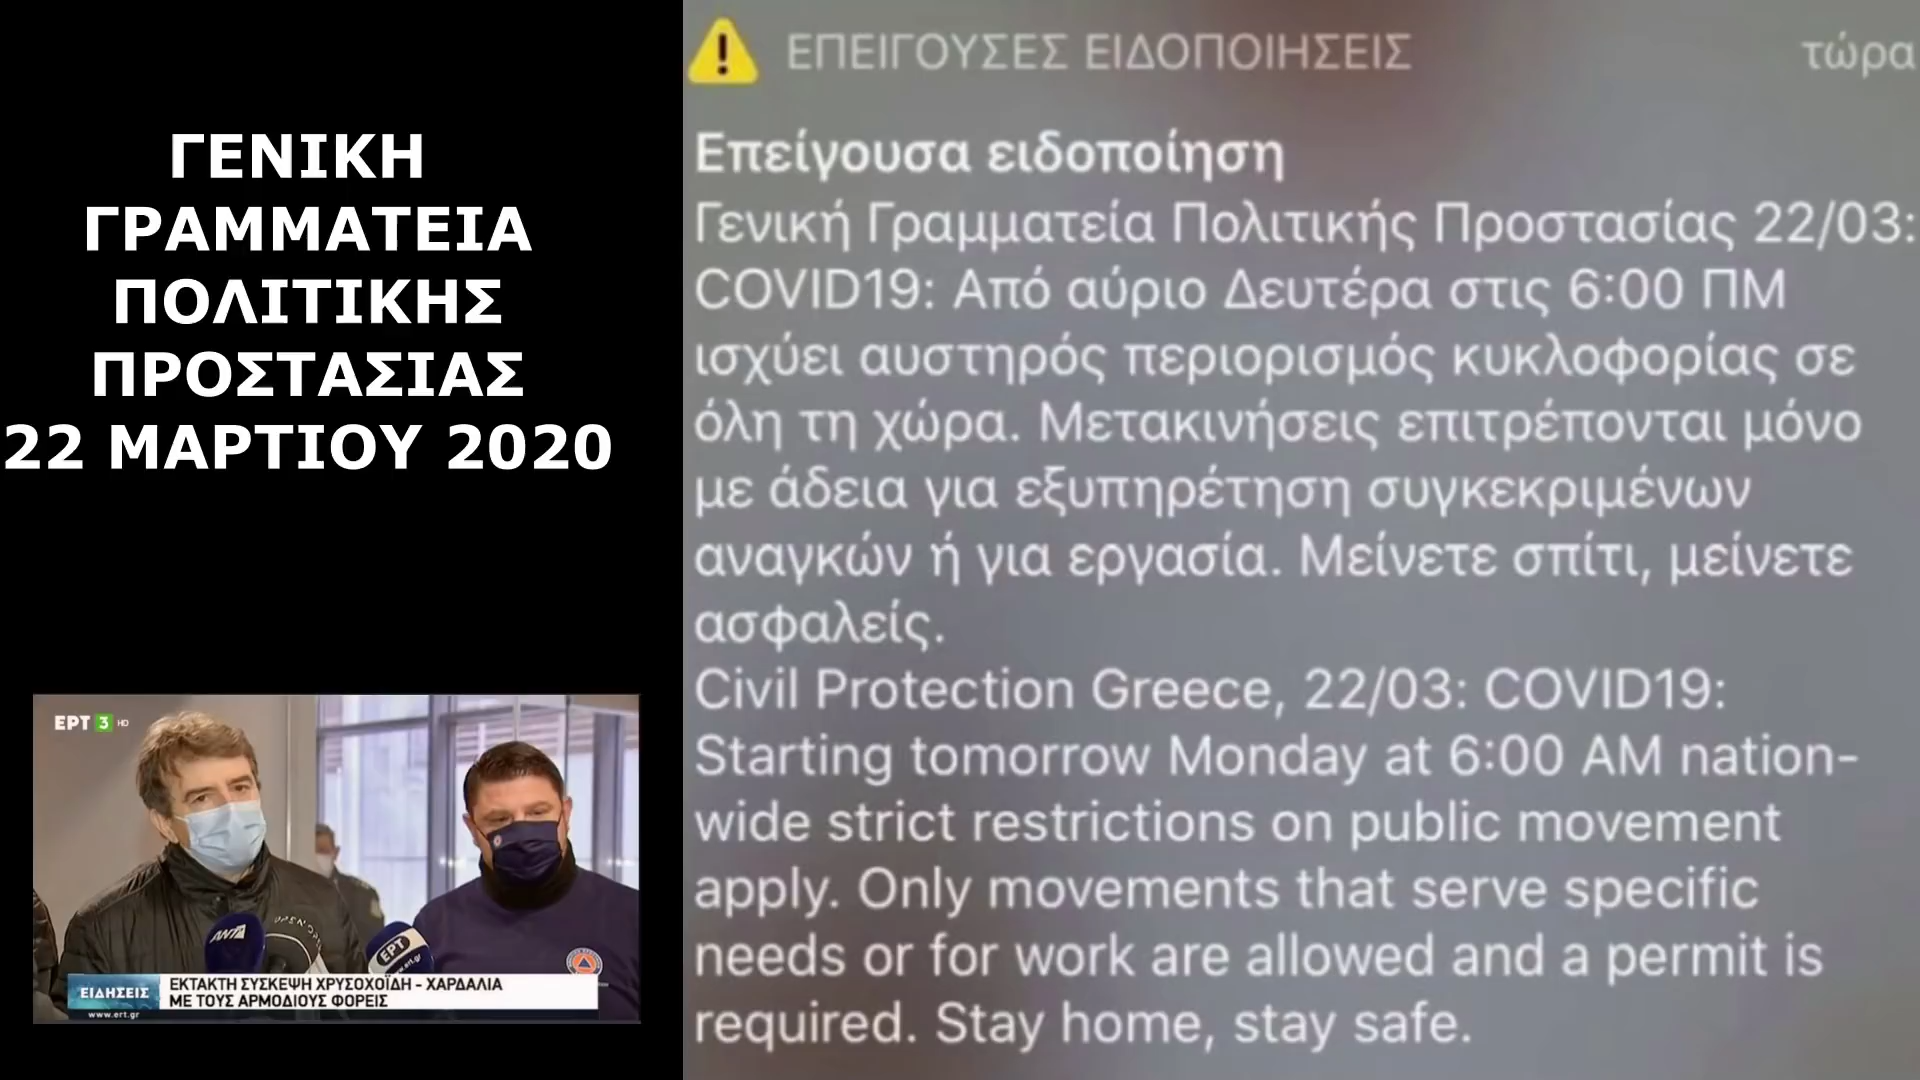 ΓΕΝΙΚΗ
ΓΡΑΜΜΑΤΕΙΑ
ΠΟΛΙΤΙΚΗΣ
ΠΡΟΣΤΑΣΙΑΣ
22 ΜΑΡΤΙΟΥ 2020
ΕΡΤ 3 HD
ΑΝΤ1
ΕΡΤ
www.ert.gr
ΕΙΔΗΣΕΙΣ
ΕΚΤΑΚΤΗ ΣΥΣΚΕΨΗ ΧΡΥΣΟΧΟΪΔΗ - ΧΑΡΔΑΛΙΑ
ΜΕ ΤΟΥΣ ΑΡΜΟΔΙΟΥΣ ΦΟΡΕΙΣ
www.ert.gr
ΕΠΕΙΓΟΥΣΕΣ ΕΙΔΟΠΟΙΗΣΕΙΣ τώρα
Επείγουσα ειδοποίηση
Γενική Γραμματεία Πολιτικής Προστασίας 22/03:
COVID19: Από αύριο Δευτέρα στις 6:00 ΠΜ
ισχύει αυστηρός περιορισμός κυκλοφορίας σε
όλη τη χώρα. Μετακινήσεις επιτρέπονται μόνο
με άδεια για εξυπηρέτηση συγκεκριμένων
αναγκών ή για εργασία. Μείνετε σπίτι, μείνετε
ασφαλείς.
Civil Protection Greece, 22/03: COVID19:
Starting tomorrow Monday at 6:00 AM nation-
wide strict restrictions on public movement
apply. Only movements that serve specific
needs or for work are allowed and a permit is
required. Stay home, stay safe.